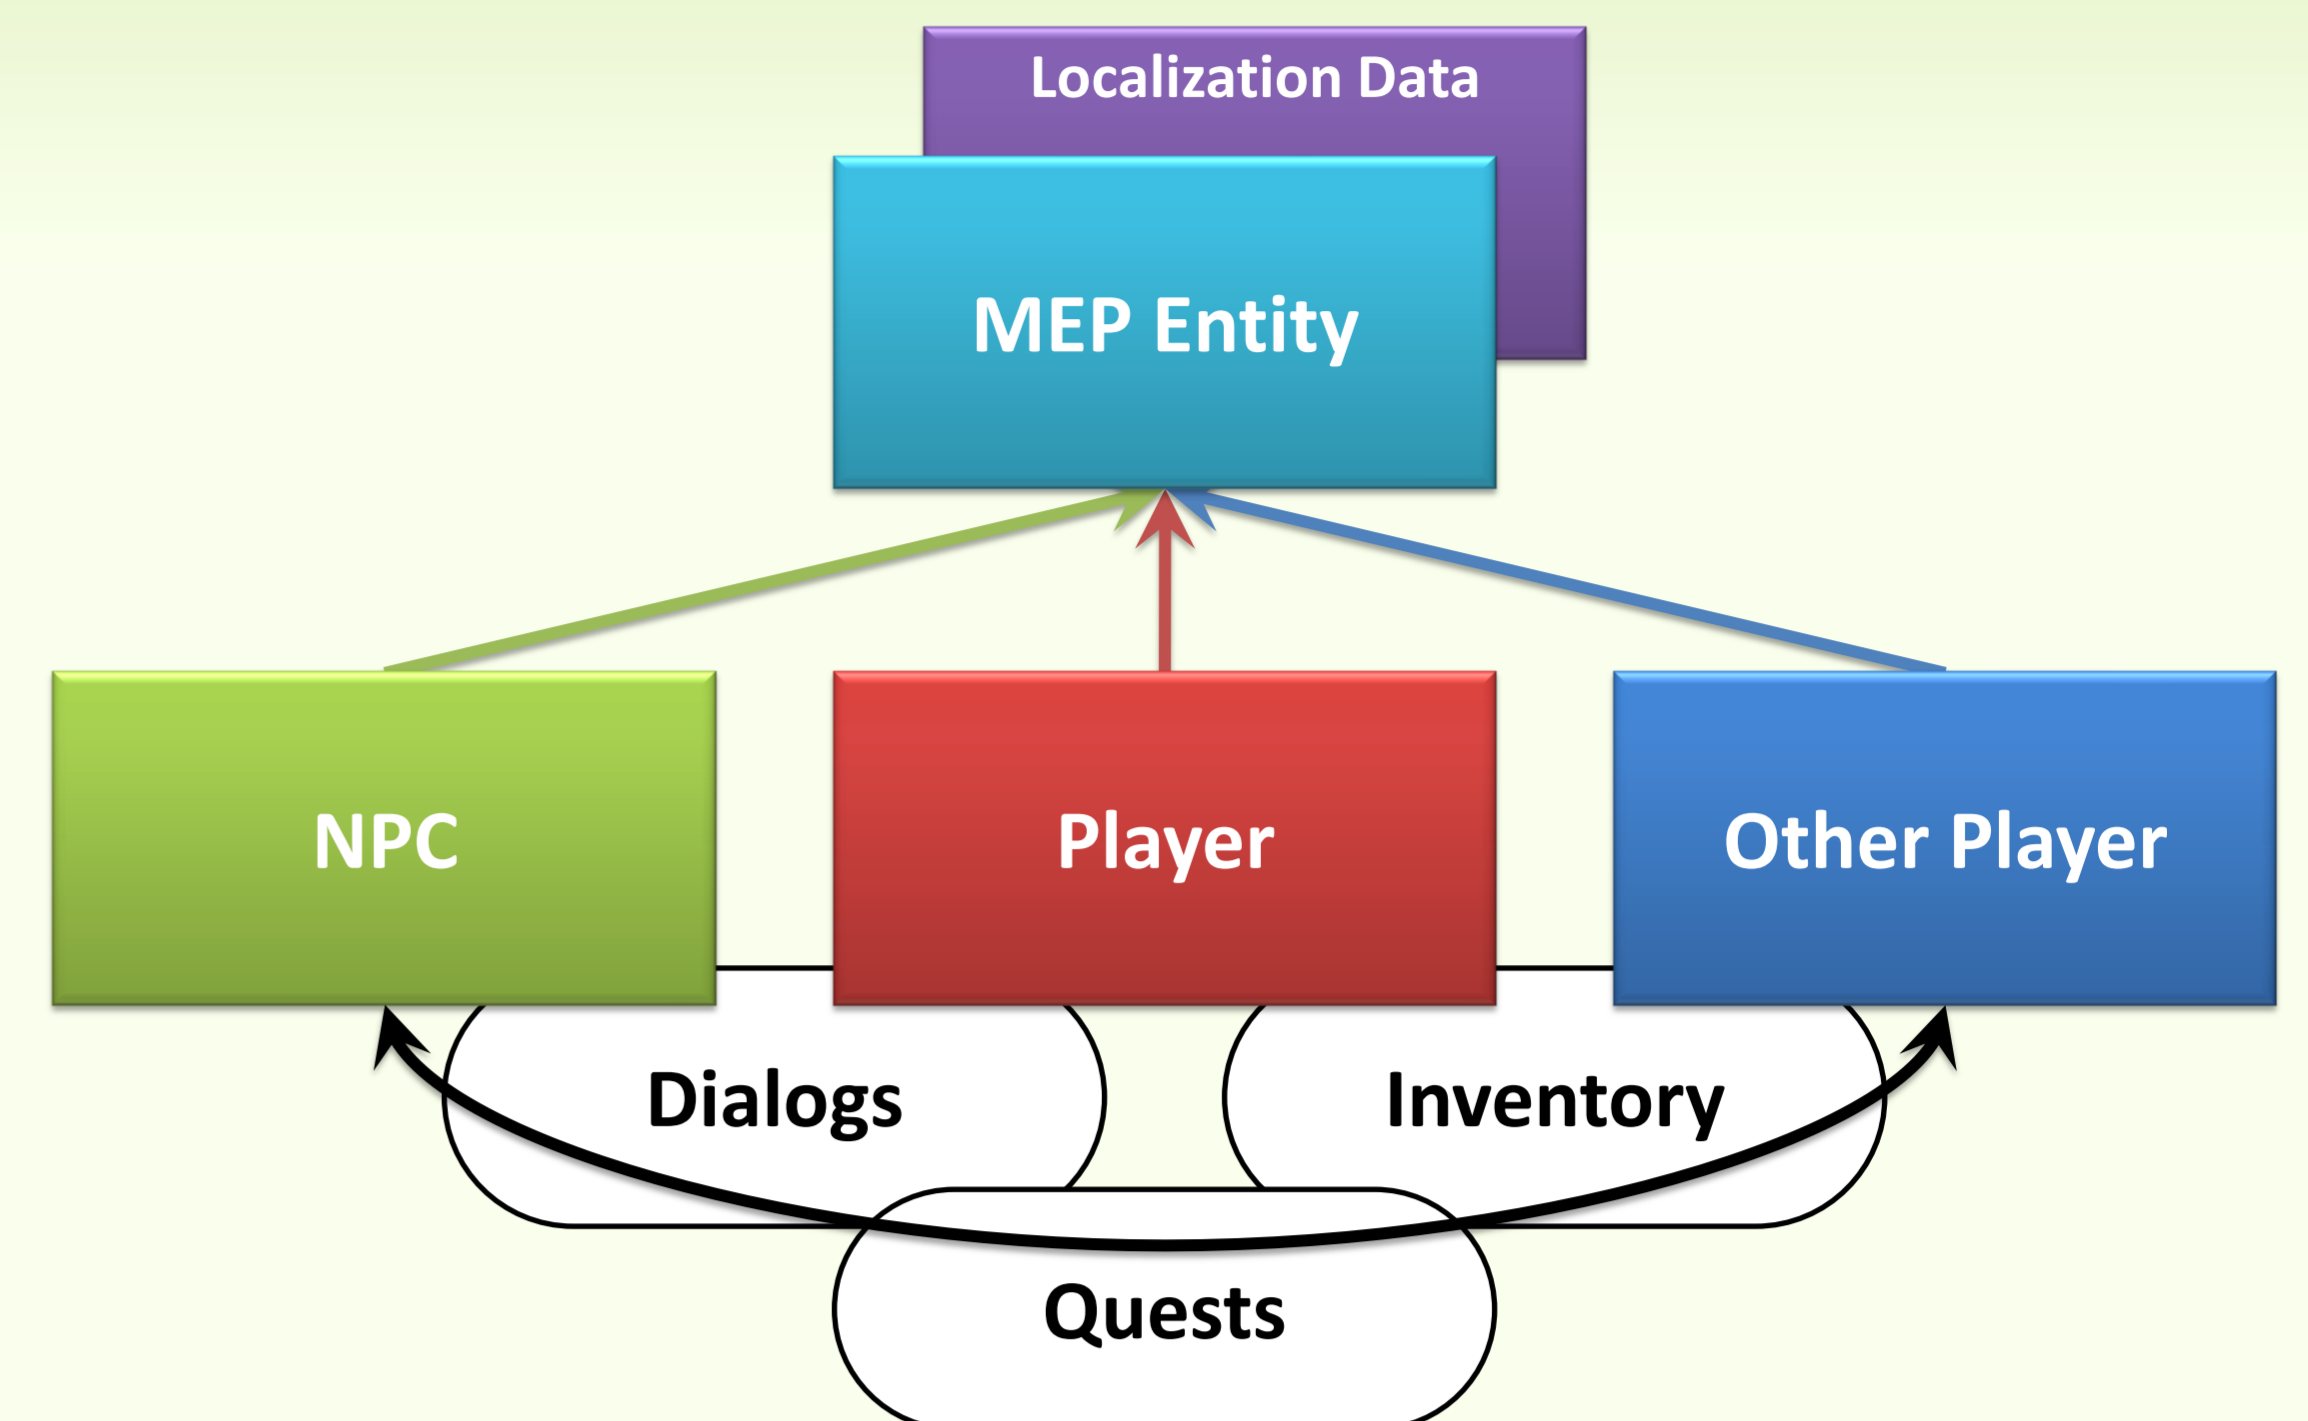 Localization Data
MEP Entity
NPC
Player
Other Player
Dialogs
Inventory
Quests